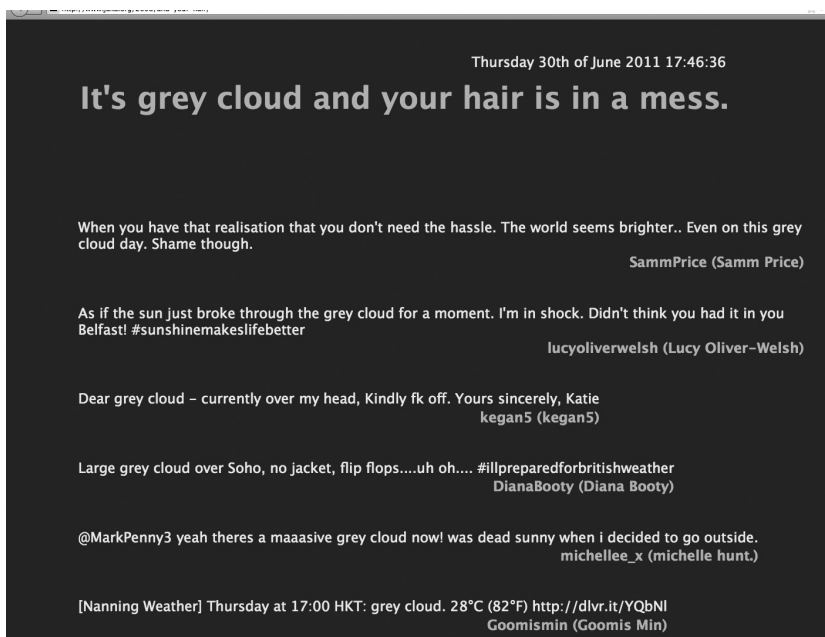 Thursday 30th of June 2011 17:46:36
It's grey cloud and your hair is in a mess.
When you have that realisation that you don't need the hassle. The world seems brighter.. Even on this grey
cloud day. Shame though.
SammPrice (Samm Price)
As if the sun just broke through the grey cloud for a moment. I'm in shock. Didn't think you had it in you
Belfast! #sunshinemakeslifebetter
lucyoliverwelsh (Lucy Oliver-Welsh)
Dear grey cloud – currently over my head, Kindly fk off. Yours sincerely, Katie
kegan5 (kegan5)
Large grey cloud over Soho, no jacket, flip flops....uh oh.... #illpreparedforbritishweather
DianaBooty (Diana Booty)
@MarkPenny3 yeah theres a maaasive grey cloud now! was dead sunny when i decided to go outside.
michellee_x (michelle hunt.)
[Nanning Weather] Thursday at 17:00 HKT: grey cloud. 28°C (82°F) http://dlvr.it/YQbNl
Goomismin (Goomis Min)